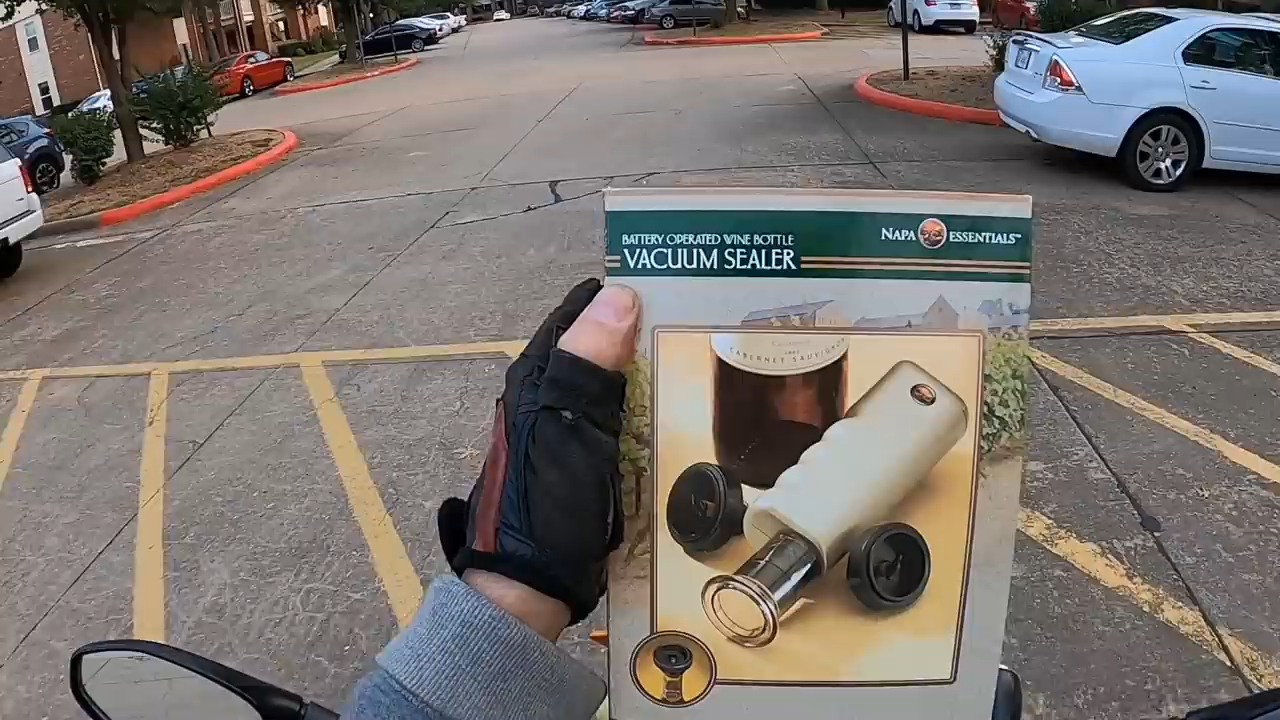 BATTERY OPERATED WINE BOTTLE
VACUUM SEALER
NAPA ESSENTIALS™
CABERNET SAUVIGNON